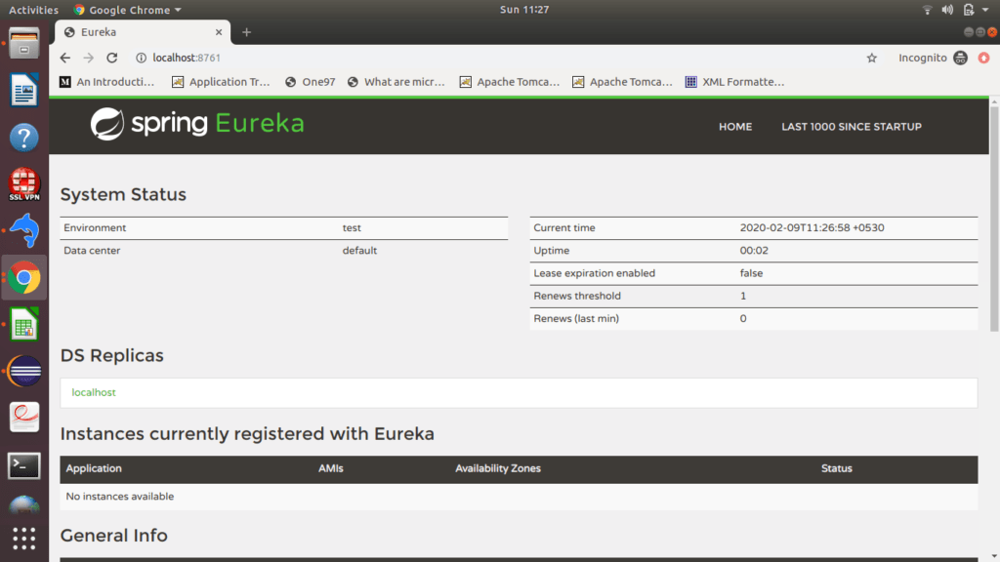 Activities Google Chrome Sun 11:27
Eureka
localhost:8761 Incognito
M An Introducti... Application Tr... One97 What are micr... Apache Tomca... Apache Tomca... XML Formatte...
spring Eureka HOME LAST 1000 SINCE STARTUP
SSL VPN
System Status
Environment test
Data center default
Current time 2020-02-09T11:26:58 +0530
Uptime 00:02
Lease expiration enabled false
Renews threshold 1
Renews (last min) 0
DS Replicas
localhost
Instances currently registered with Eureka
Application AMIs Availability Zones Status
No instances available
General Info